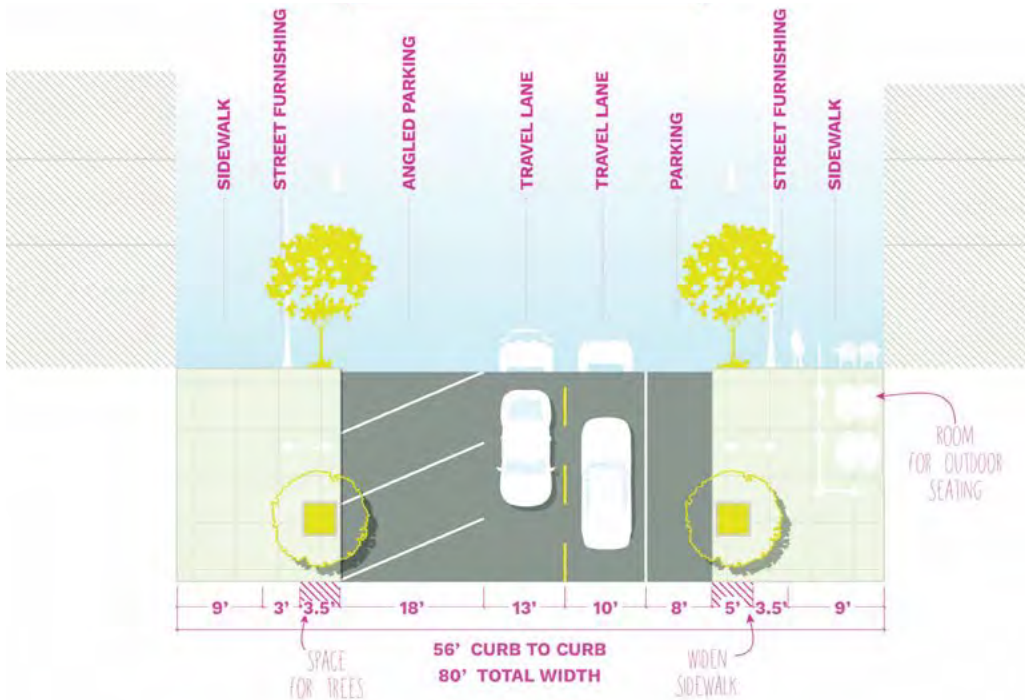 SIDEWALK
STREET FURNISHING
ANGLED PARKING
TRAVEL LANE
TRAVEL LANE
PARKING
STREET FURNISHING
SIDEWALK
ROOM
FOR OUTDOOR
SEATING
9' 3' 3.5' 18' 13' 10' 8' 5' 3.5' 9'
SPACE
FOR TREES
56' CURB TO CURB
80' TOTAL WIDTH
WIDEN
SIDEWALK